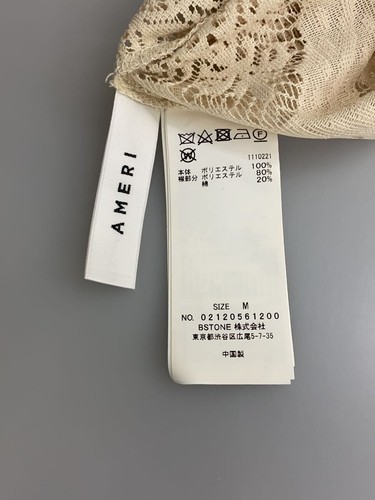 AMERI
1110221
本体 ポリエステル 100%
裾部分 ポリエステル 80%
綿 20%
SIZE M
NO. 02120561200
BSTONE 株式会社
東京都渋谷区広尾5-7-35
中国製